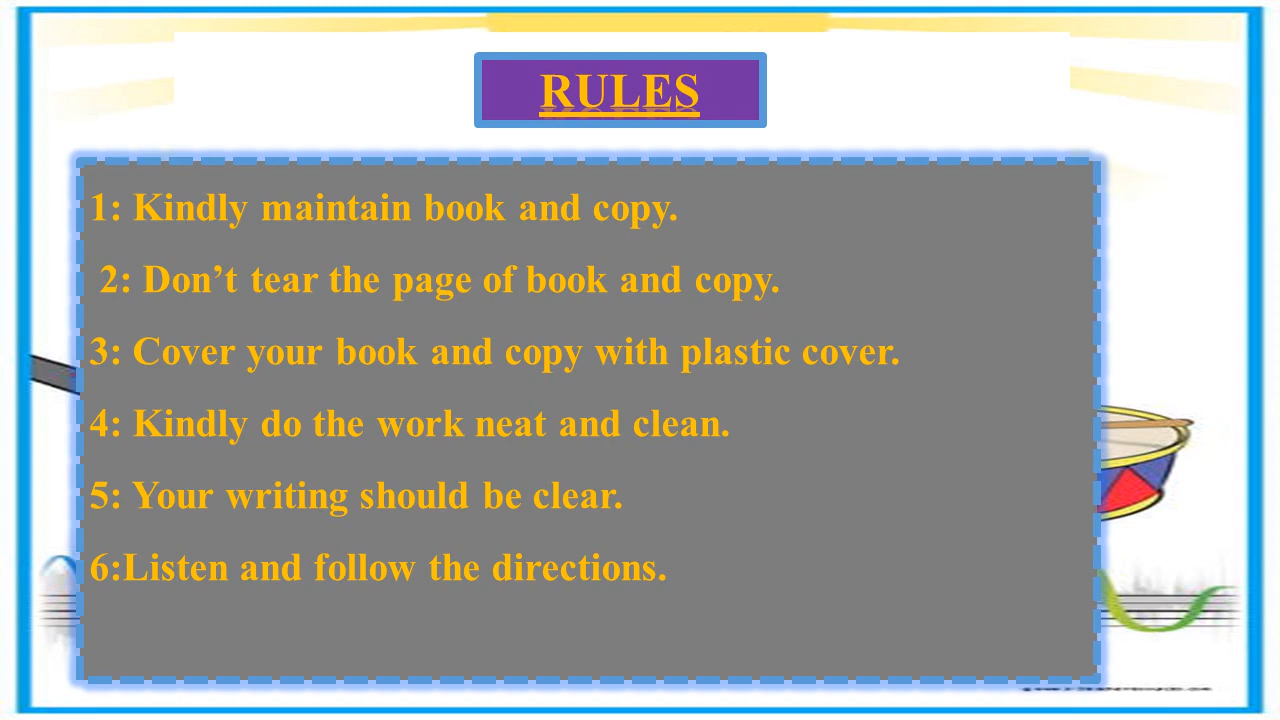 RULES
1: Kindly maintain book and copy.
2: Don’t tear the page of book and copy.
3: Cover your book and copy with plastic cover.
4: Kindly do the work neat and clean.
5: Your writing should be clear.
6:Listen and follow the directions.